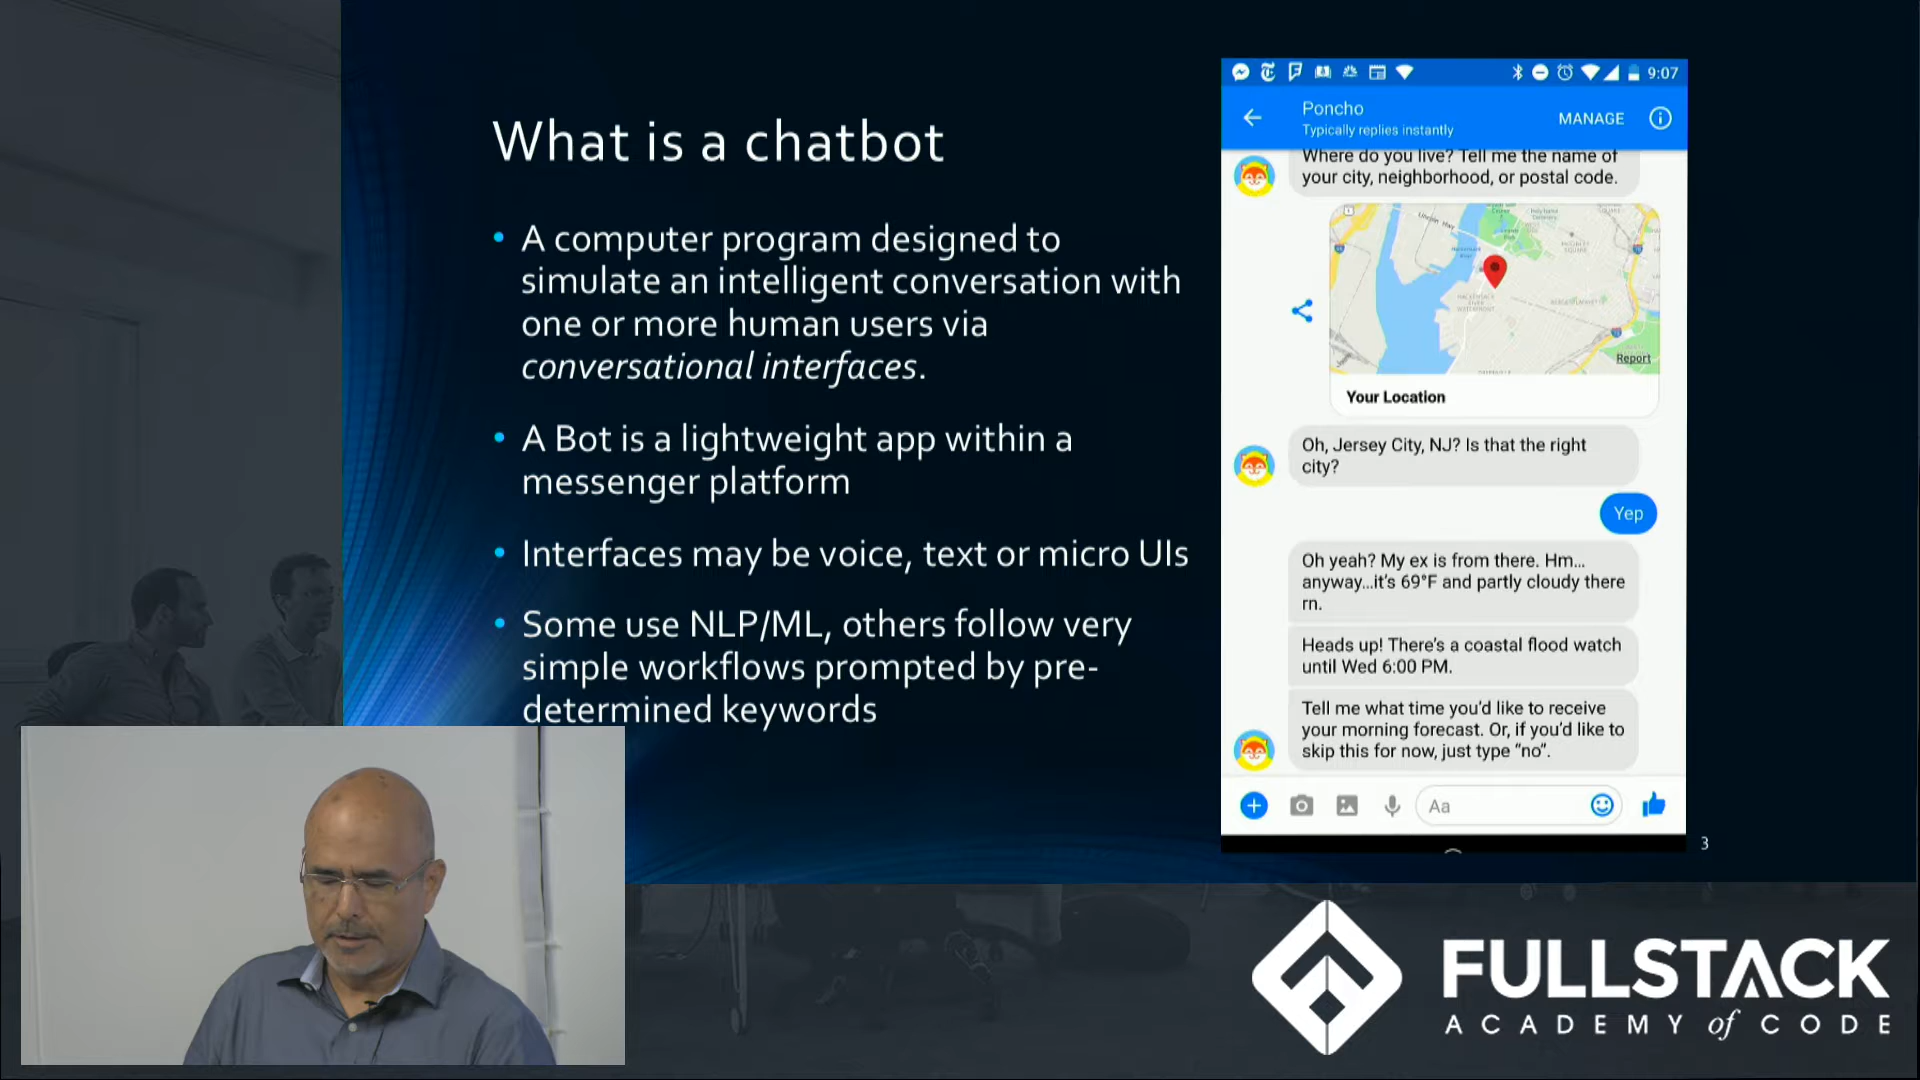 What is a chatbot
• A computer program designed to
simulate an intelligent conversation with
one or more human users via
conversational interfaces.
• A Bot is a lightweight app within a
messenger platform
• Interfaces may be voice, text or micro UIs
• Some use NLP/ML, others follow very
simple workflows prompted by pre-
determined keywords
9:07
Poncho
Typically replies instantly
MANAGE
Where do you live? Tell me the name of
your city, neighborhood, or postal code.
Report
Your Location
Oh, Jersey City, NJ? Is that the right
city?
Yep
Oh yeah? My ex is from there. Hm...
anyway...it's 69°F and partly cloudy there
rn.
Heads up! There's a coastal flood watch
until Wed 6:00 PM.
Tell me what time you'd like to receive
your morning forecast. Or, if you'd like to
skip this for now, just type “no”.
Aa
3
FULLSTACK
ACADEMY of CODE